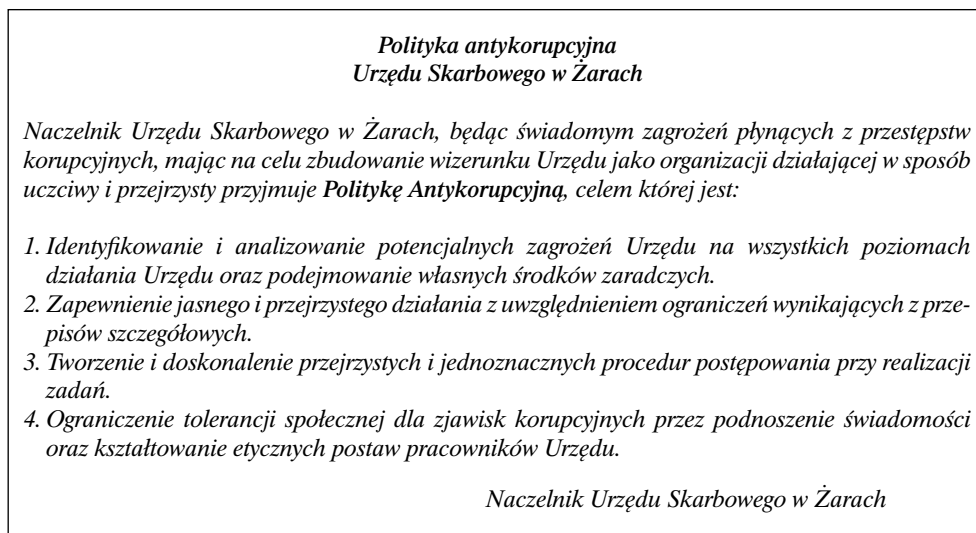 Polityka antykorupcyjna
Urzędu Skarbowego w Żarach
Naczelnik Urzędu Skarbowego w Żarach, będąc świadomym zagrożeń płynących z przestępstw
korupcyjnych, mając na celu zbudowanie wizerunku Urzędu jako organizacji działającej w sposób
uczciwy i przejrzysty przyjmuje Politykę Antykorupcyjną, celem której jest:
1. Identyfikowanie i analizowanie potencjalnych zagrożeń Urzędu na wszystkich poziomach
działania Urzędu oraz podejmowanie własnych środków zaradczych.
2. Zapewnienie jasnego i przejrzystego działania z uwzględnieniem ograniczeń wynikających z prze-
pisów szczegółowych.
3. Tworzenie i doskonalenie przejrzystych i jednoznacznych procedur postępowania przy realizacji
zadań.
4. Ograniczenie tolerancji społecznej dla zjawisk korupcyjnych przez podnoszenie świadomości
oraz kształtowanie etycznych postaw pracowników Urzędu.
Naczelnik Urzędu Skarbowego w Żarach